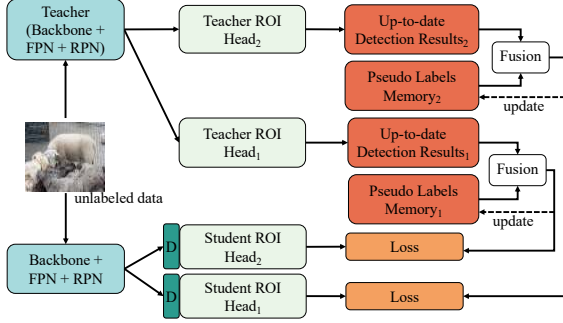 Teacher
(Backbone +
FPN + RPN)
Teacher ROI
Head₂
Up-to-date
Detection Results₂
Fusion
Pseudo Labels
Memory₂
update
Teacher ROI
Head₁
Up-to-date
Detection Results₁
Fusion
Pseudo Labels
Memory₁
update
unlabeled data
Backbone +
FPN + RPN
D
Student ROI
Head₂
Loss
D
Student ROI
Head₁
Loss